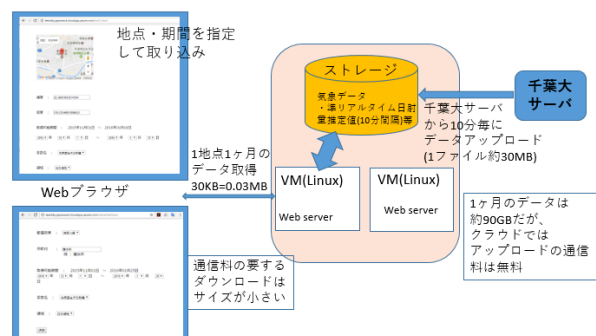 地点・期間を指定
して取り込み
Webブラウザ
1地点1ヶ月の
データ取得
30KB=0.03MB
ストレージ
気象データ
・準リアルタイム日射
量推定値(10分間隔)等
千葉大
サーバ
千葉大サーバ
から10分毎に
データアップロード
(1ファイル約30MB)
VM(Linux)
Web server
VM(Linux)
Web server
1ヶ月のデータは
約90GBだが、
クラウドでは
アップロードの通信
料は無料
通信料の要する
ダウンロードは
サイズが小さい